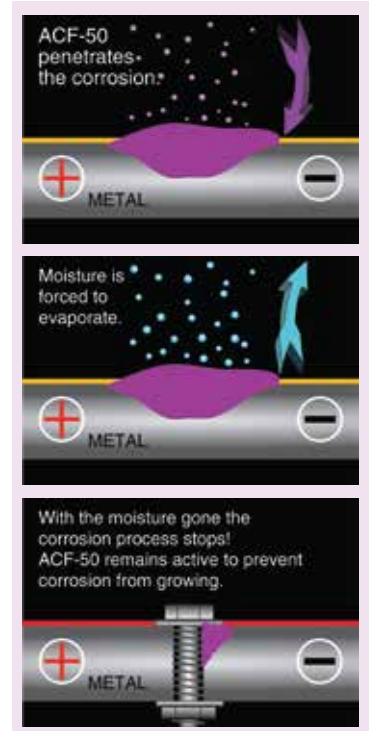 ACF-50
penetrates
the corrosion.
+
−
METAL
Moisture is
forced to
evaporate.
+
−
METAL
With the moisture gone the
corrosion process stops!
ACF-50 remains active to prevent
corrosion from growing.
+
−
METAL